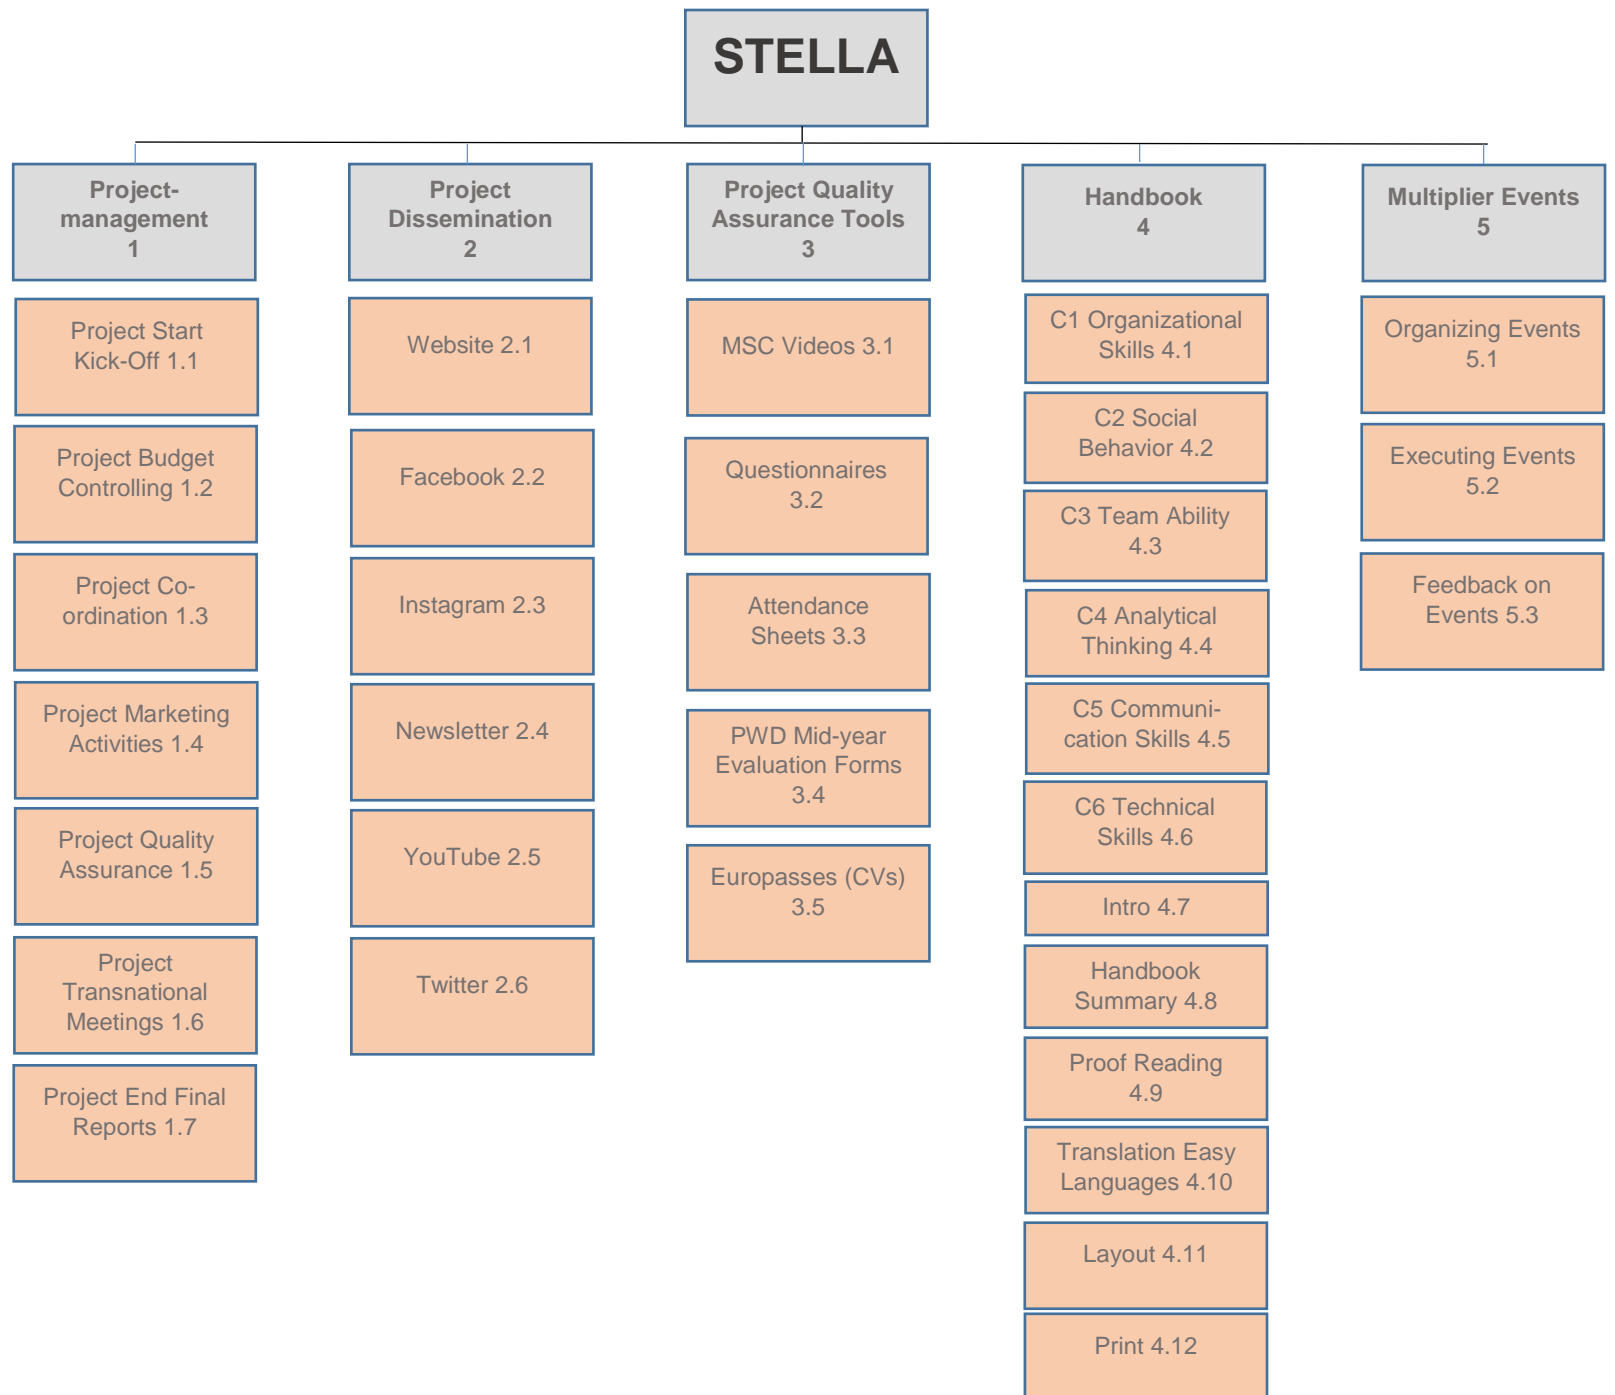 STELLA
Project-
management
1
Project Start
Kick-Off 1.1
Project Budget
Controlling 1.2
Project Co-
ordination 1.3
Project Marketing
Activities 1.4
Project Quality
Assurance 1.5
Project
Transnational
Meetings 1.6
Project End Final
Reports 1.7
Project
Dissemination
2
Website 2.1
Facebook 2.2
Instagram 2.3
Newsletter 2.4
YouTube 2.5
Twitter 2.6
Project Quality
Assurance Tools
3
MSC Videos 3.1
Questionnaires
3.2
Attendance
Sheets 3.3
PWD Mid-year
Evaluation Forms
3.4
Europasses (CVs)
3.5
Handbook
4
C1 Organizational
Skills 4.1
C2 Social
Behavior 4.2
C3 Team Ability
4.3
C4 Analytical
Thinking 4.4
C5 Communi-
cation Skills 4.5
C6 Technical
Skills 4.6
Intro 4.7
Handbook
Summary 4.8
Proof Reading
4.9
Translation Easy
Languages 4.10
Layout 4.11
Print 4.12
Multiplier Events
5
Organizing Events
5.1
Executing Events
5.2
Feedback on
Events 5.3